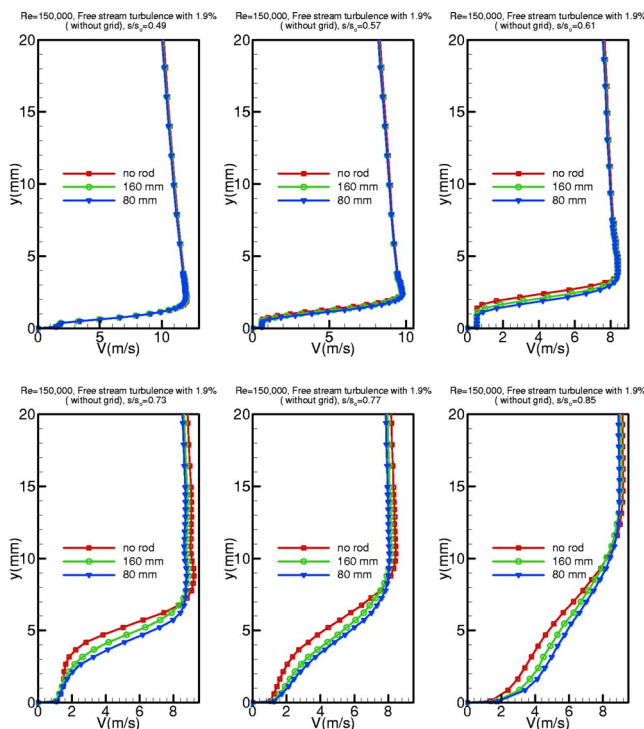 Re=150,000, Free stream turbulence with 1.9%
( without grid), s/s₀=0.49
20
15
10
5
0
y(mm)
no rod
160 mm
80 mm
0 5 10
V(m/s)
Re=150,000, Free stream turbulence with 1.9%
( without grid), s/s₀=0.57
20
15
10
5
0
y(mm)
no rod
160 mm
80 mm
0 5 10
V(m/s)
Re=150,000, Free stream turbulence with 1.9%
( without grid), s/s₀=0.61
20
15
10
5
0
y(mm)
no rod
160 mm
80 mm
0 2 4 6 8
V(m/s)
Re=150,000, Free stream turbulence with 1.9%
( without grid), s/s₀=0.73
20
15
10
5
0
y(mm)
no rod
160 mm
80 mm
0 2 4 6 8
V(m/s)
Re=150,000, Free stream turbulence with 1.9%
( without grid), s/s₀=0.77
20
15
10
5
0
y(mm)
no rod
160 mm
80 mm
0 2 4 6 8
V(m/s)
Re=150,000, Free stream turbulence with 1.9%
( without grid), s/s₀=0.85
20
15
10
5
0
y(mm)
no rod
160 mm
80 mm
0 2 4 6 8
V(m/s)